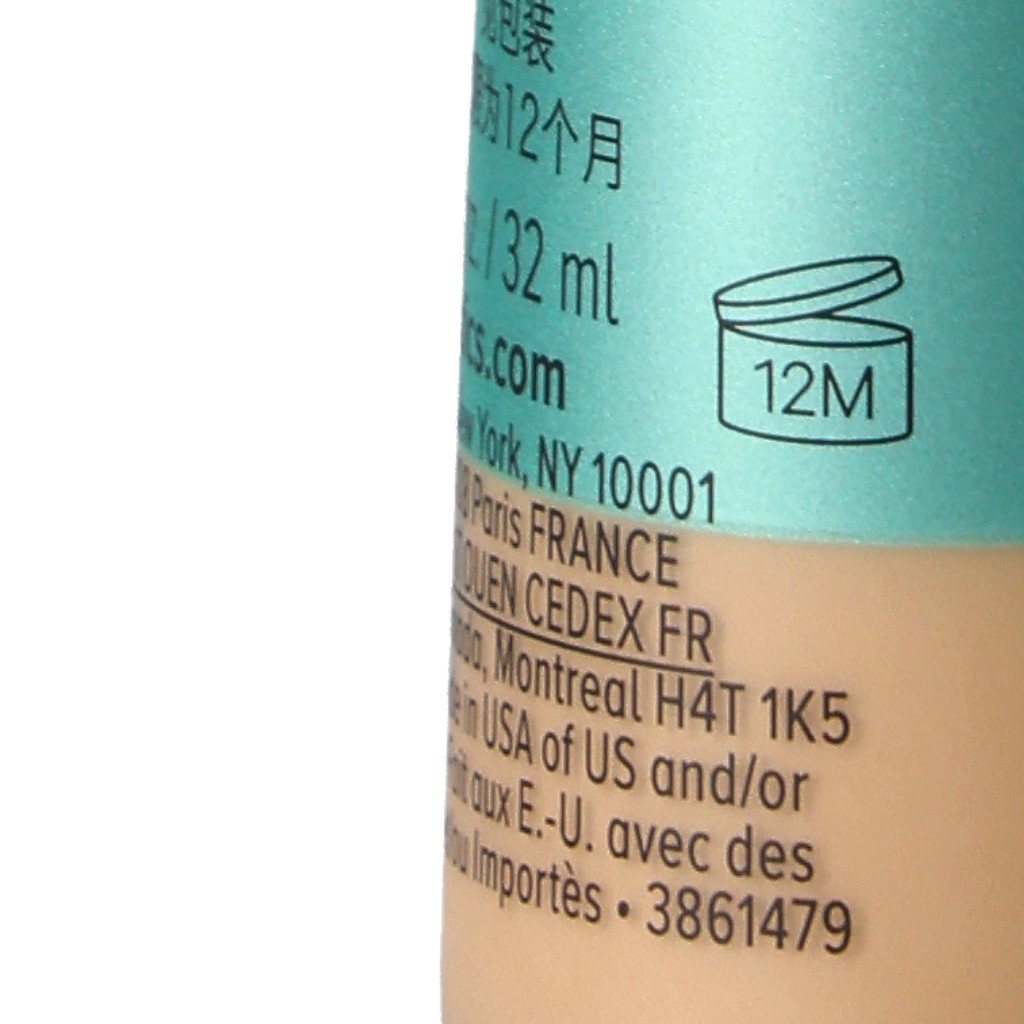 包装
为12个月
/ 32 ml
cs.com
York, NY 10001
Paris FRANCE
OUEN CEDEX FR
Montreal H4T 1K5
in USA of US and/or
aux E.-U. avec des
Importès • 3861479
12M